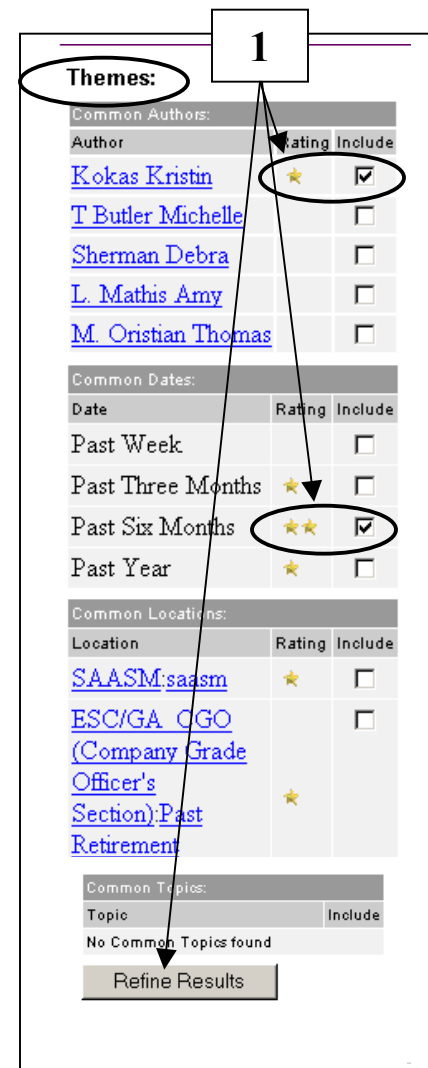 1
Themes:
Common Authors:
Author Rating Include
Kokas Kristin
T Butler Michelle
Sherman Debra
L. Mathis Amy
M. Oristian Thomas
Common Dates:
Date Rating Include
Past Week
Past Three Months
Past Six Months
Past Year
Common Locations:
Location Rating Include
SAASM:saasm
ESC/GA CGO
(Company Grade
Officer's
Section):Past
Retirement
Common Topics:
Topic Include
No Common Topics found
Refine Results